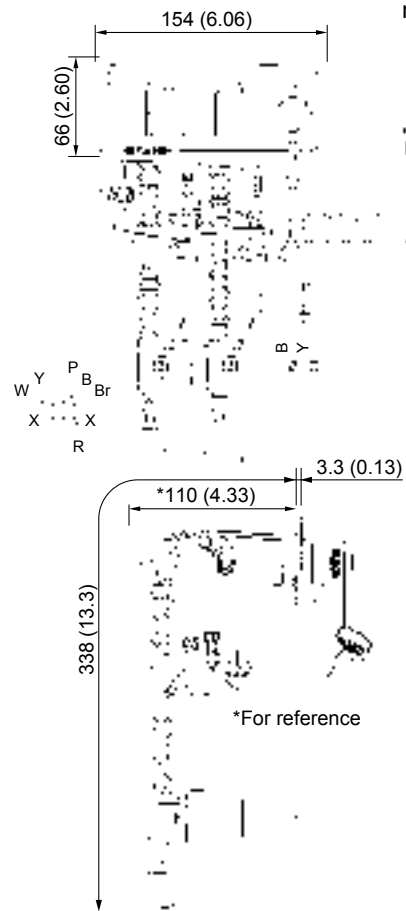 154 (6.06)
66 (2.60)
B
Y
P
Y
B
W
Br
X
X
R
3.3 (0.13)
*110 (4.33)
338 (13.3)
*For reference